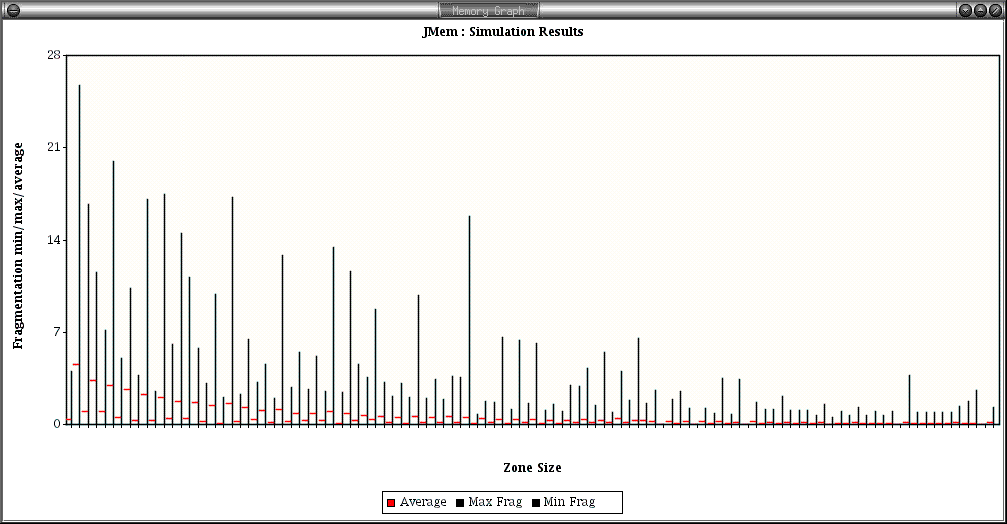 Memory Graph
JMem : Simulation Results
28
21
14
7
0
Fragmentation min/max/average
Zone Size
Average Max Frag Min Frag